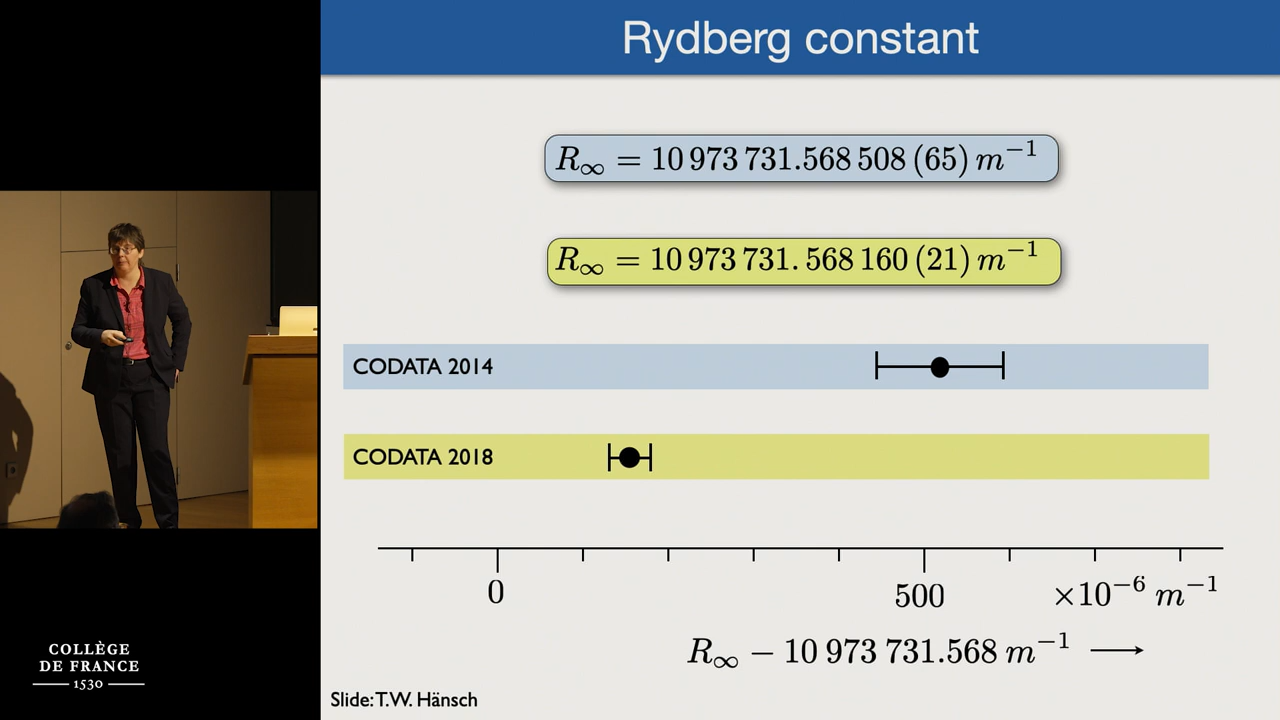 Rydberg constant
R∞ = 10 973 731.568 508 (65) m⁻¹
R∞ = 10 973 731. 568 160 (21) m⁻¹
CODATA 2014
CODATA 2018
0
500
×10⁻⁶ m⁻¹
R∞ − 10 973 731.568 m⁻¹ ⟶
Slide: T.W. Hänsch
COLLÈGE
DE FRANCE
1530